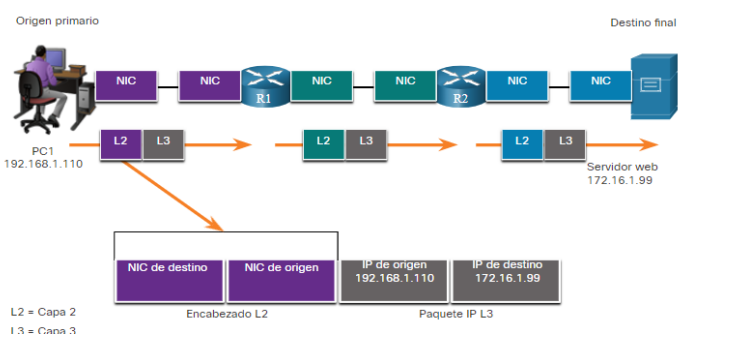 Origen primario
Destino final
NIC
NIC
NIC
NIC
NIC
NIC
R1
R2
L2
L3
L2
L3
L2
L3
PC1
192.168.1.110
Servidor web
172.16.1.99
NIC de destino
NIC de origen
IP de origen
192.168.1.110
IP de destino
172.16.1.99
L2 = Capa 2
Encabezado L2
Paquete IP L3
L3 = Capa 3